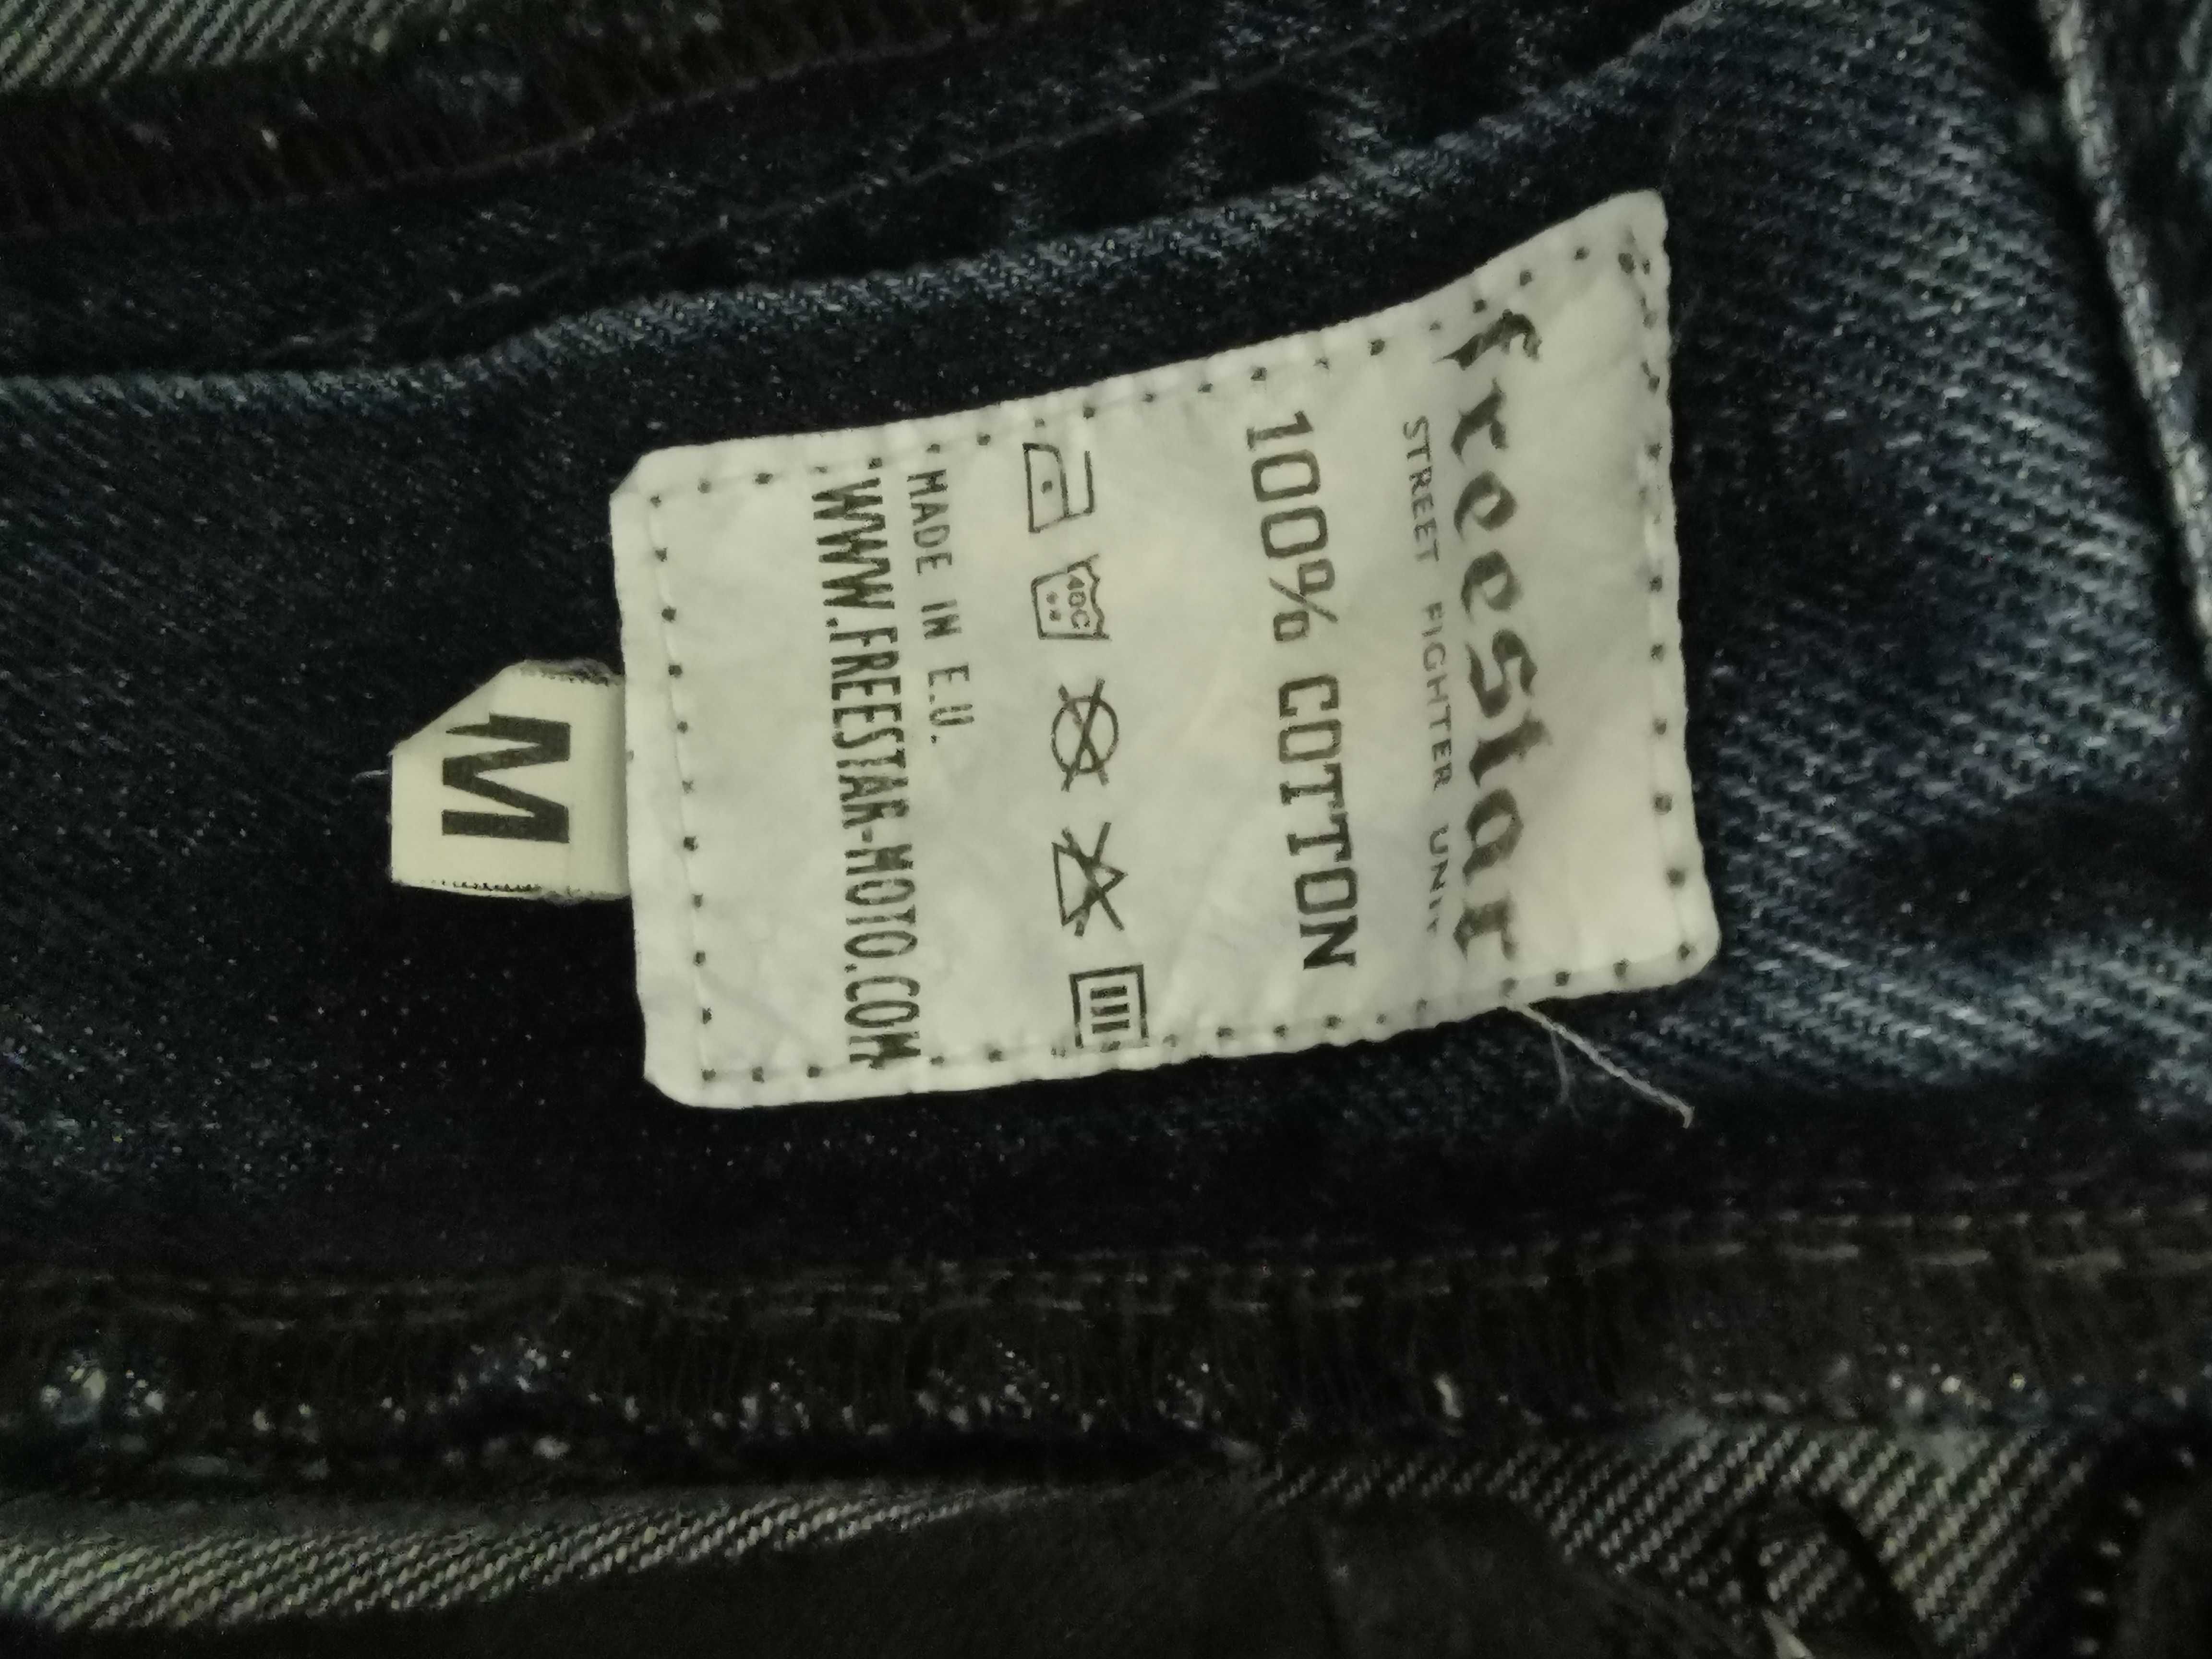 freestar
STREET FIGHTER UNIT
100% COTTON
40C
MADE IN E.U.
WWW.FREESTAR-MOTO.COM
M